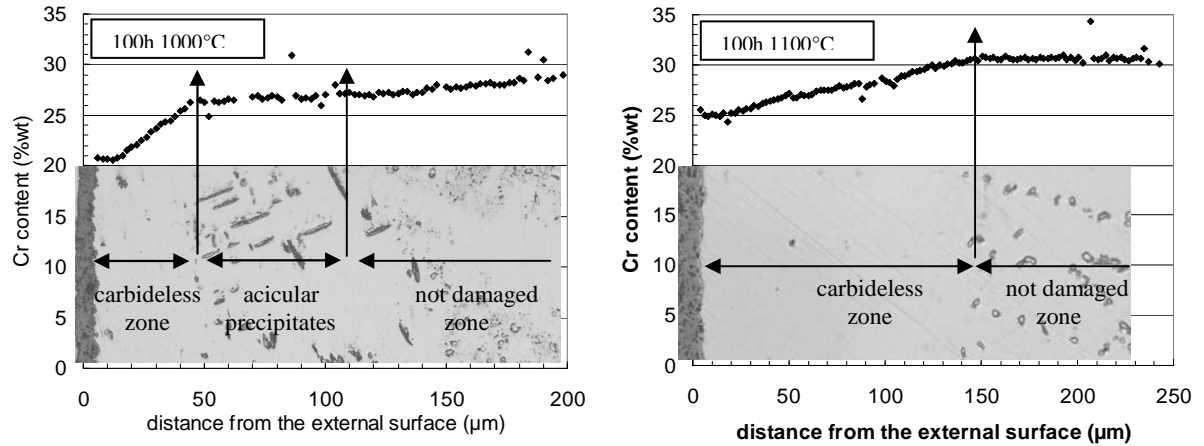 35
30
25
20
15
10
5
0
Cr content (%wt)
100h 1000°C
carbideless
zone
acicular
precipitates
not damaged
zone
0
50
100
150
200
distance from the external surface (µm)
35
30
25
20
15
10
5
0
Cr content (%wt)
100h 1100°C
carbideless
zone
not damaged
zone
0
50
100
150
200
250
distance from the external surface (µm)